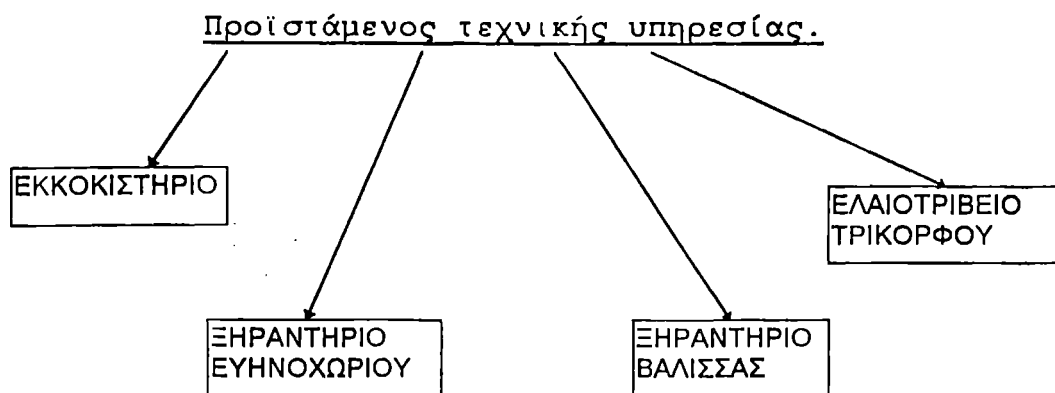 Προϊστάμενος τεχνικής υπηρεσίας.
ΕΚΚΟΚΙΣΤΗΡΙΟ
ΕΛΑΙΟΤΡΙΒΕΙΟ
ΤΡΙΚΟΡΦΟΥ
ΞΗΡΑΝΤΗΡΙΟ
ΕΥΗΝΟΧΩΡΙΟΥ
ΞΗΡΑΝΤΗΡΙΟ
ΒΑΛΙΣΣΑΣ